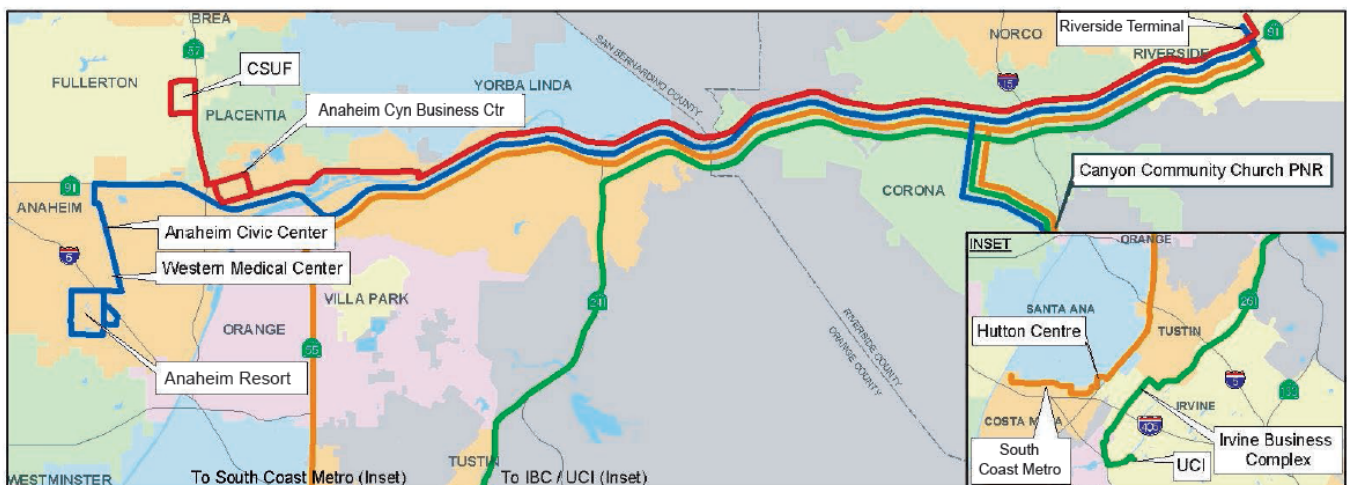 BREA
57
FULLERTON
CSUF
PLACENTIA
YORBA LINDA
Anaheim Cyn Business Ctr
SAN BERNARDINO COUNTY
NORCO
15
Riverside Terminal
91
RIVERSIDE
91
ANAHEIM
Anaheim Civic Center
5
Western Medical Center
VILLA PARK
ORANGE
55
Anaheim Resort
241
RIVERSIDE COUNTY
ORANGE COUNTY
CORONA
Canyon Community Church PNR
WESTMINSTER
To South Coast Metro (Inset)
TUSTIN
To IBC / UCI (Inset)
INSET
ORANGE
SANTA ANA
261
Hutton Centre
TUSTIN
5
133
COSTA MESA
IRVINE
405
South
Coast Metro
UCI
Irvine Business
Complex